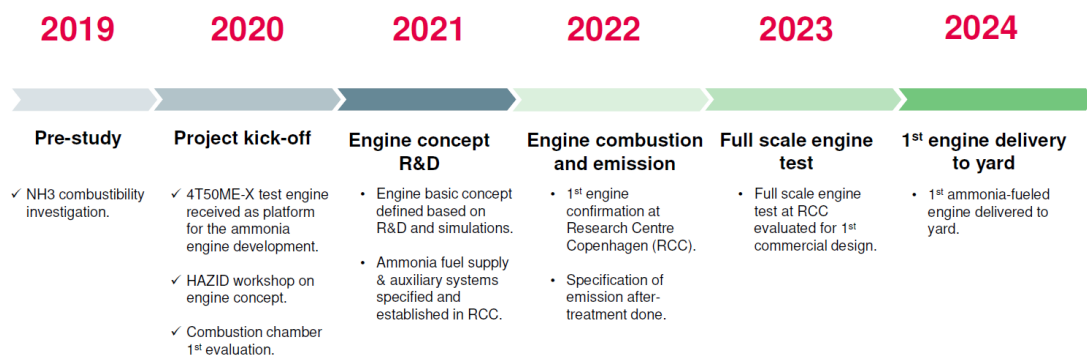 2019
2020
2021
2022
2023
2024
Pre-study
✓ NH3 combustibility
investigation.
Project kick-off
✓ 4T50ME-X test engine
received as platform
for the ammonia
engine development.
✓ HAZID workshop on
engine concept.
✓ Combustion chamber
1st evaluation.
Engine concept
R&D
• Engine basic concept
defined based on
R&D and simulations.
• Ammonia fuel supply
& auxiliary systems
specified and
established in RCC.
Engine combustion
and emission
• 1st engine
confirmation at
Research Centre
Copenhagen (RCC).
• Specification of
emission after-
treatment done.
Full scale engine
test
• Full scale engine
test at RCC
evaluated for 1st
commercial design.
1st engine delivery
to yard
• 1st ammonia-fueled
engine delivered to
yard.